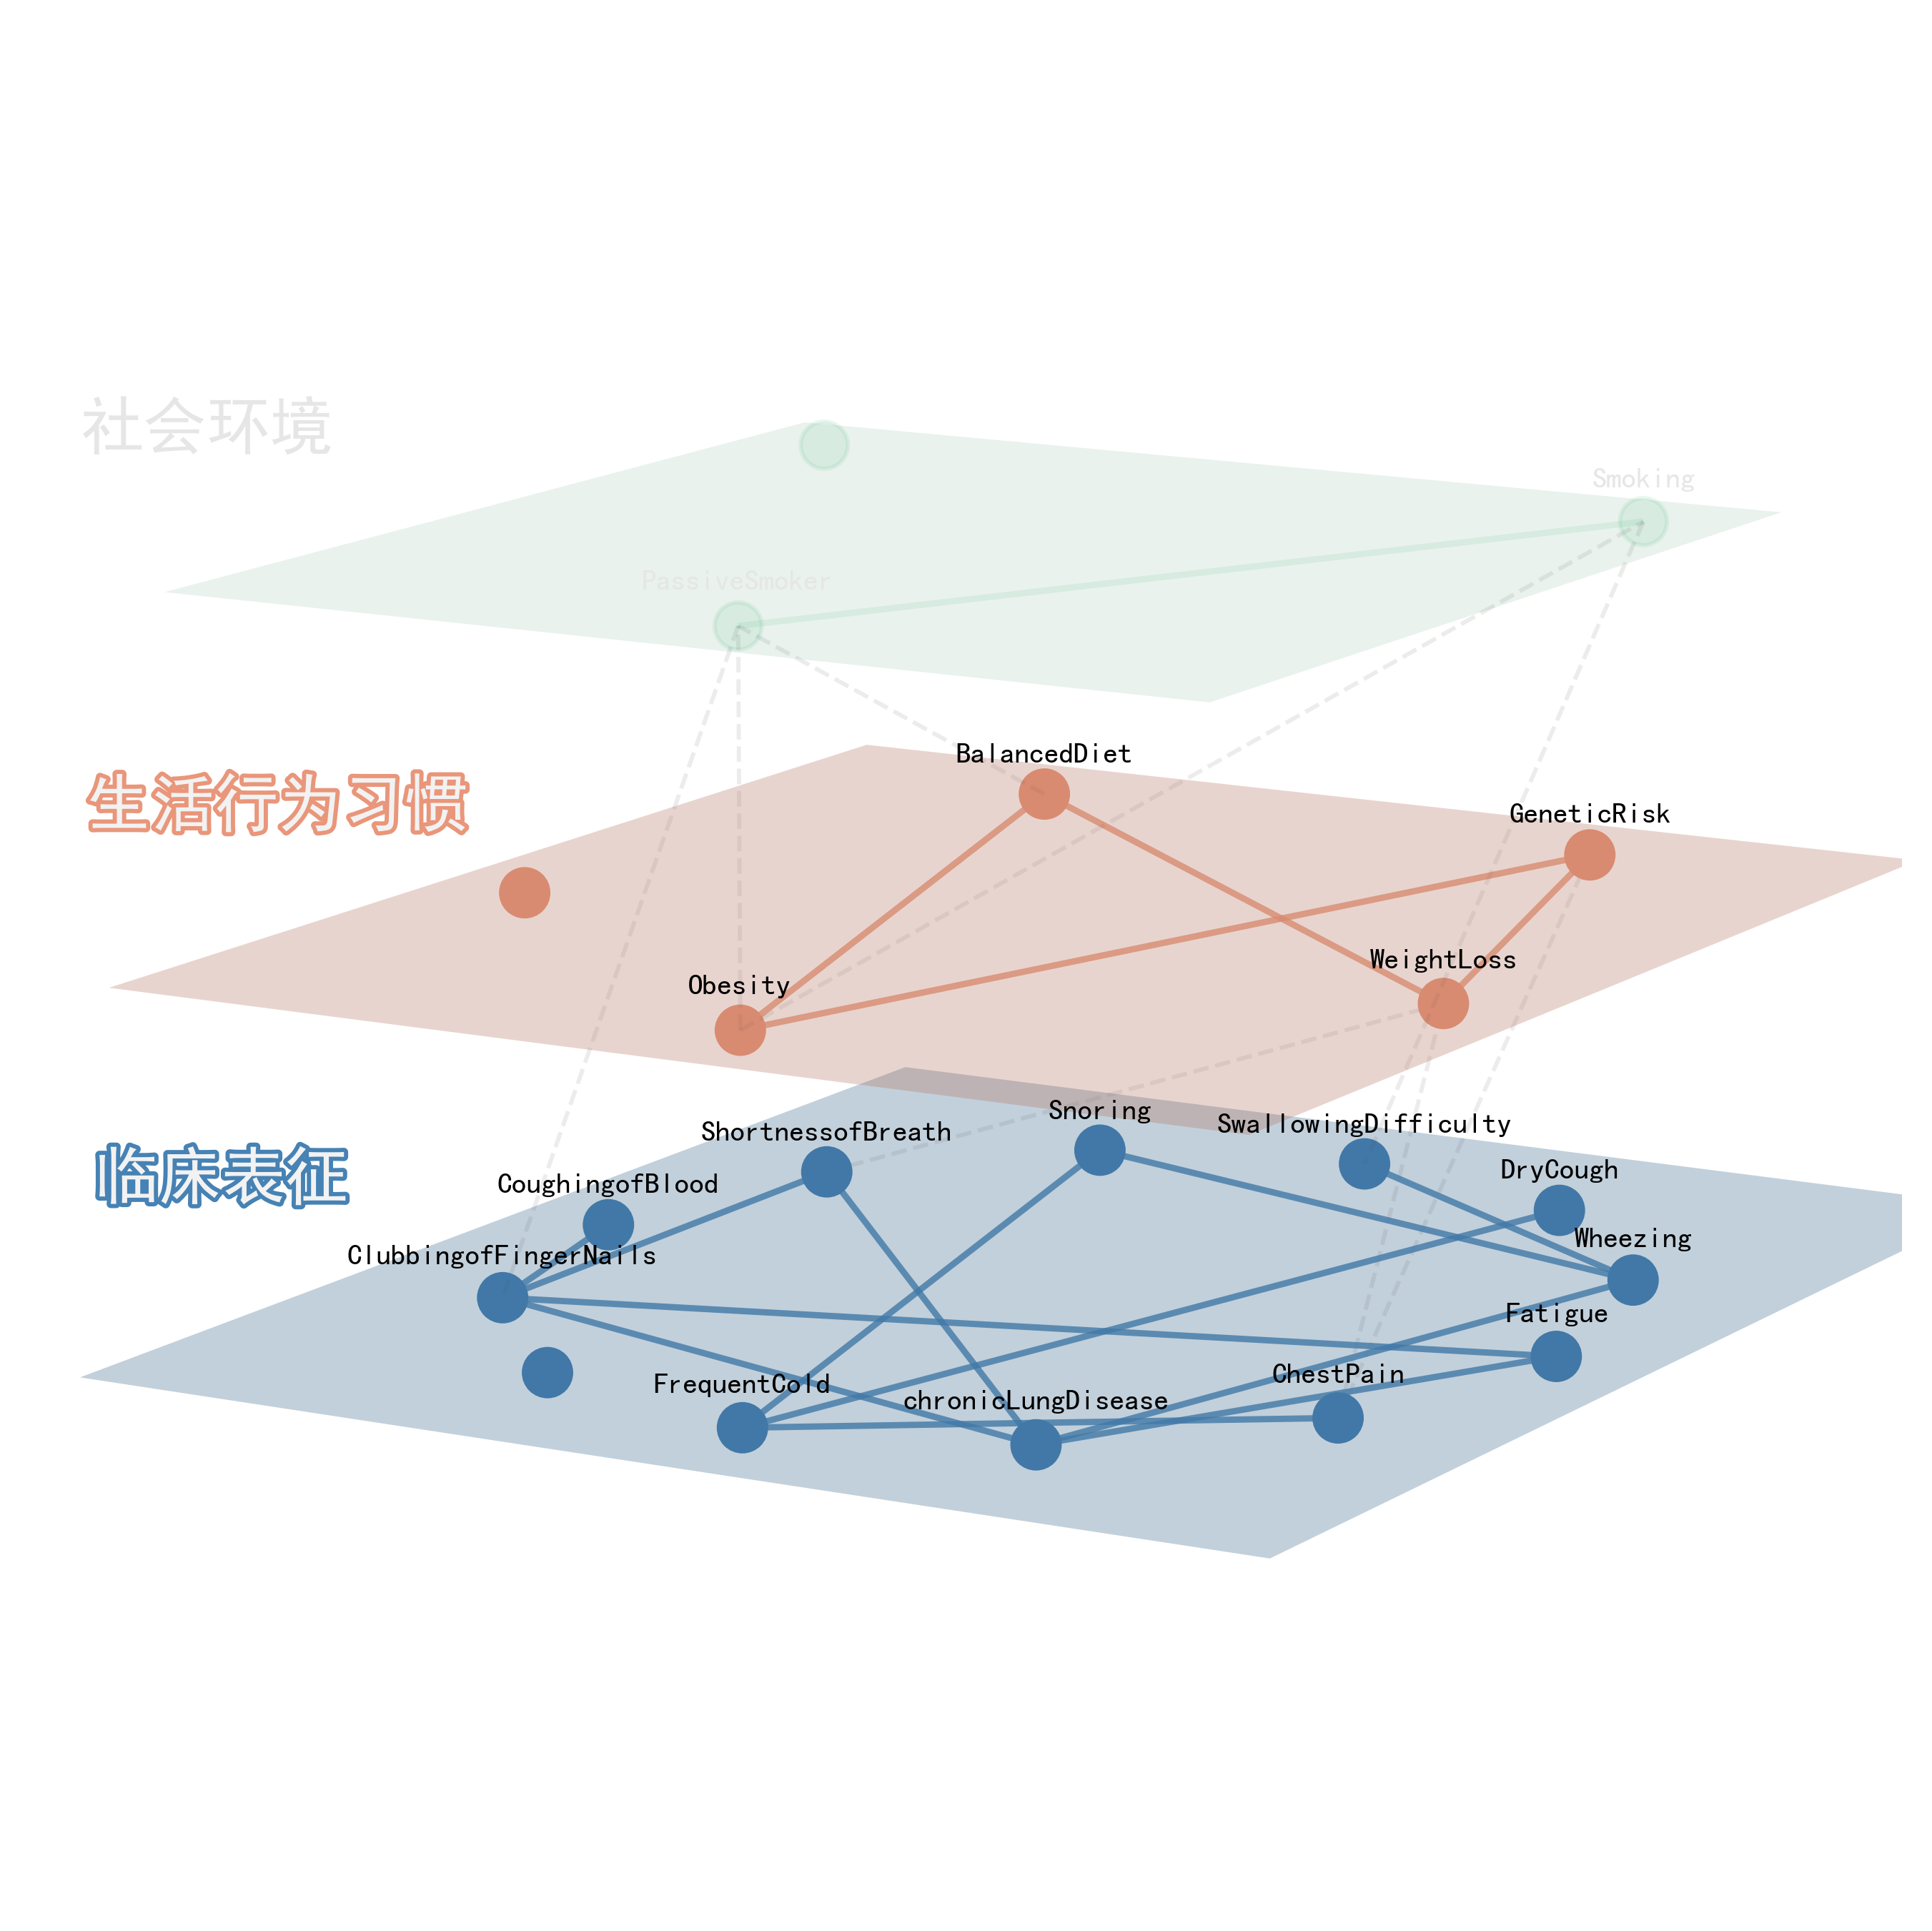 社会环境
Smoking
PassiveSmoker
生活行为习惯
BalancedDiet
GeneticRisk
WeightLoss
Obesity
临床表征
Snoring
SwallowingDifficulty
ShortnessofBreath
DryCough
CoughingofBlood
Wheezing
ClubbingofFingerNails
Fatigue
ChestPain
FrequentCold
chronicLungDisease